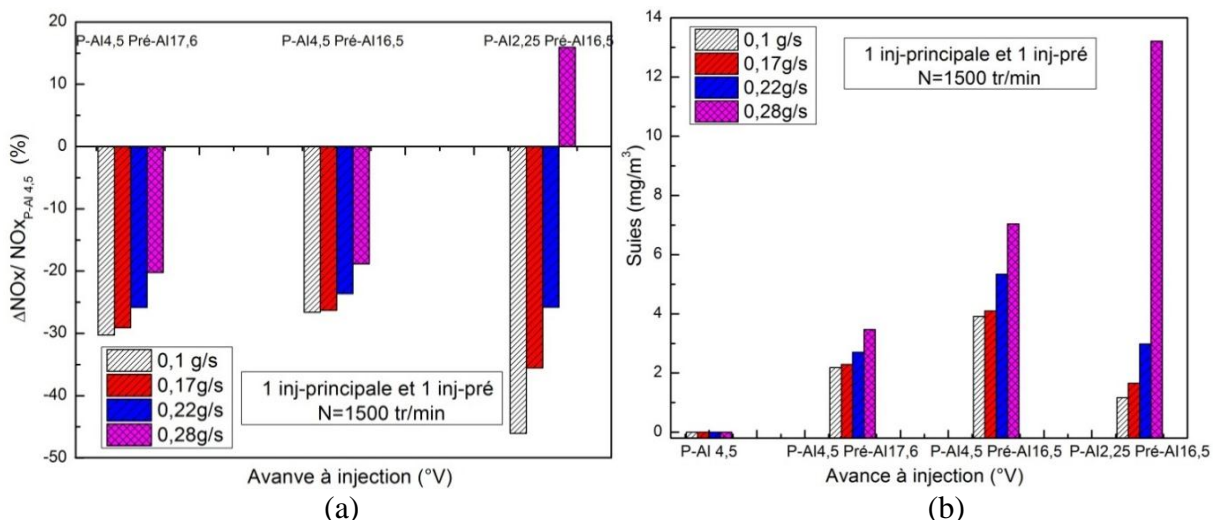 P-AI4,5 Pré-AI17,6
P-AI4,5 Pré-AI16,5
P-AI2,25 Pré-AI16,5
20
10
0
-10
-20
-30
-40
-50
ΔNOx/ NOx P-AI 4,5 (%)
0,1 g/s
0,17g/s
0,22g/s
0,28g/s
1 inj-principale et 1 inj-pré
N=1500 tr/min
Avanve à injection (°V)
(a)
14
12
10
8
6
4
2
0
Suies (mg/m³)
0,1 g/s
0,17g/s
0,22g/s
0,28g/s
1 inj-principale et 1 inj-pré
N=1500 tr/min
P-AI 4,5
P-AI4,5 Pré-AI17,6
P-AI4,5 Pré-AI16,5
P-AI2,25 Pré-AI16,5
Avance à injection (°V)
(b)